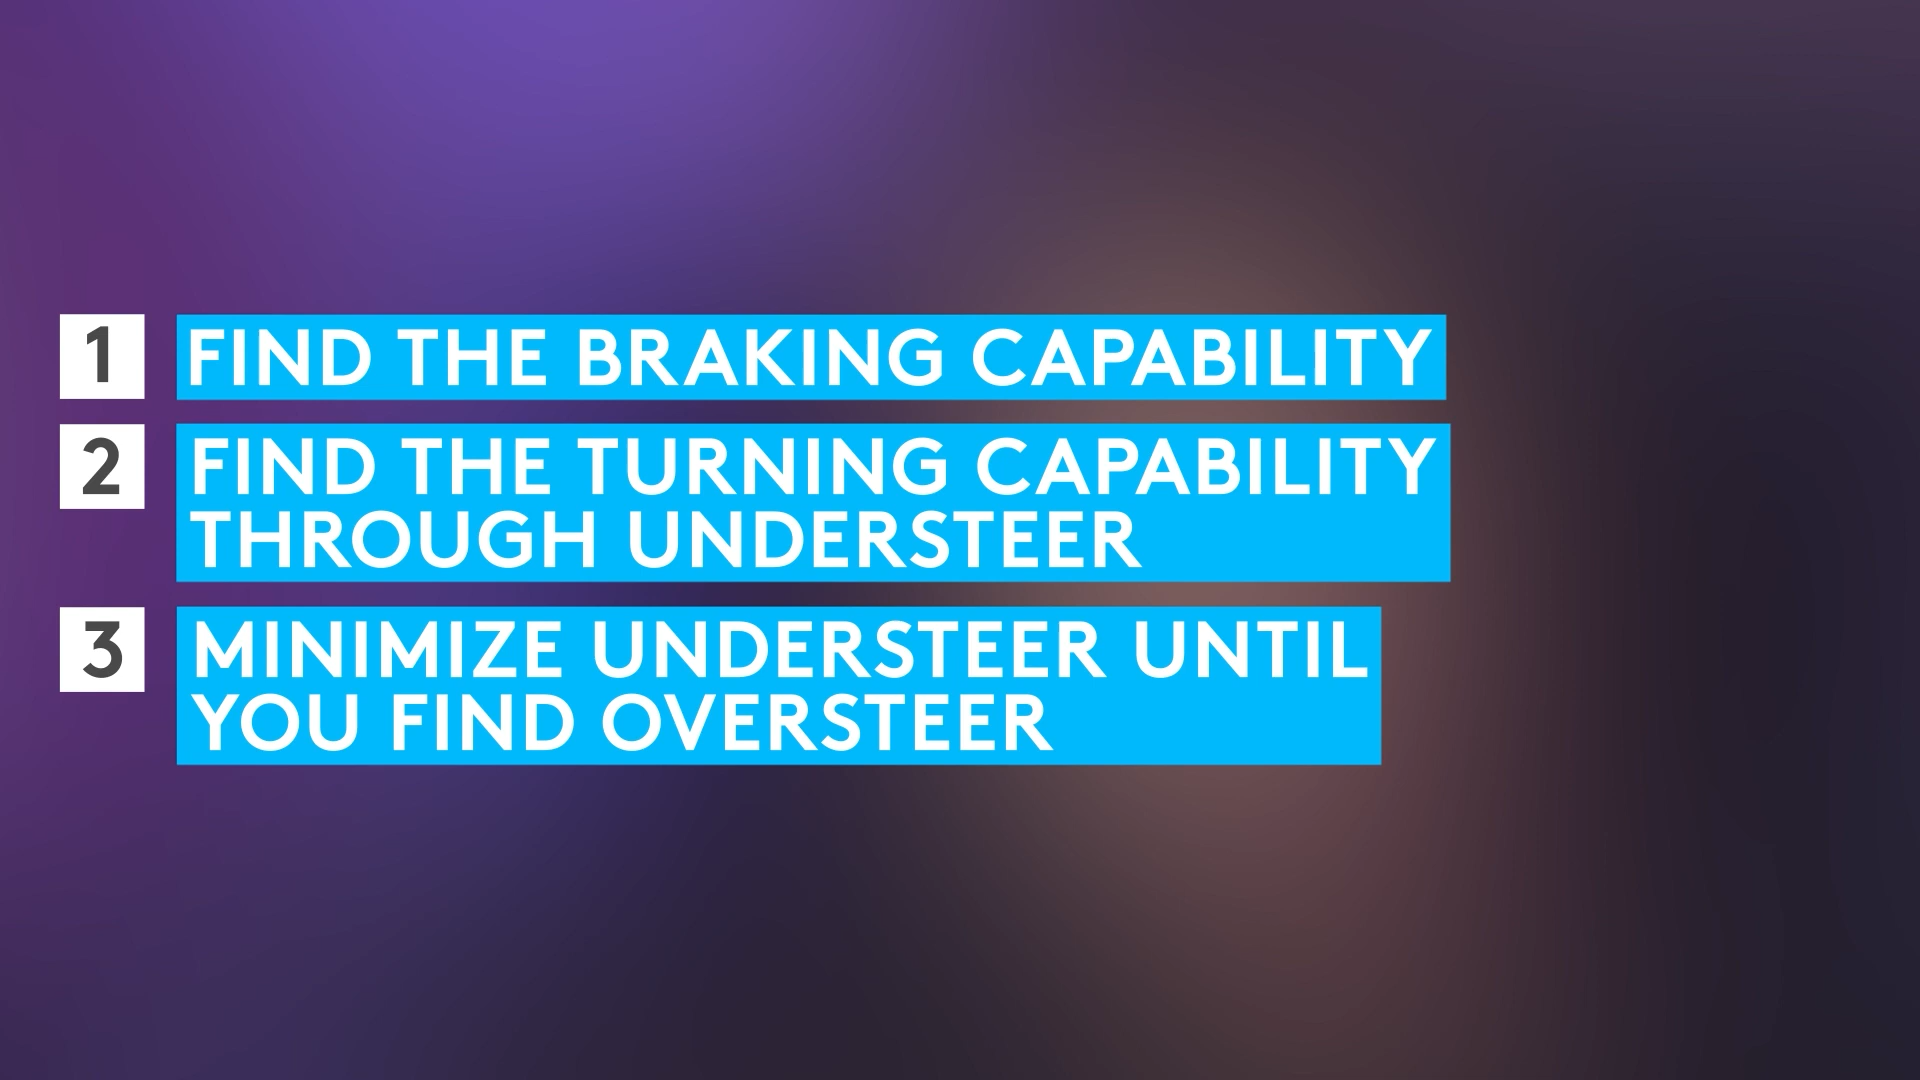 1 FIND THE BRAKING CAPABILITY
2 FIND THE TURNING CAPABILITY
THROUGH UNDERSTEER
3 MINIMIZE UNDERSTEER UNTIL
YOU FIND OVERSTEER